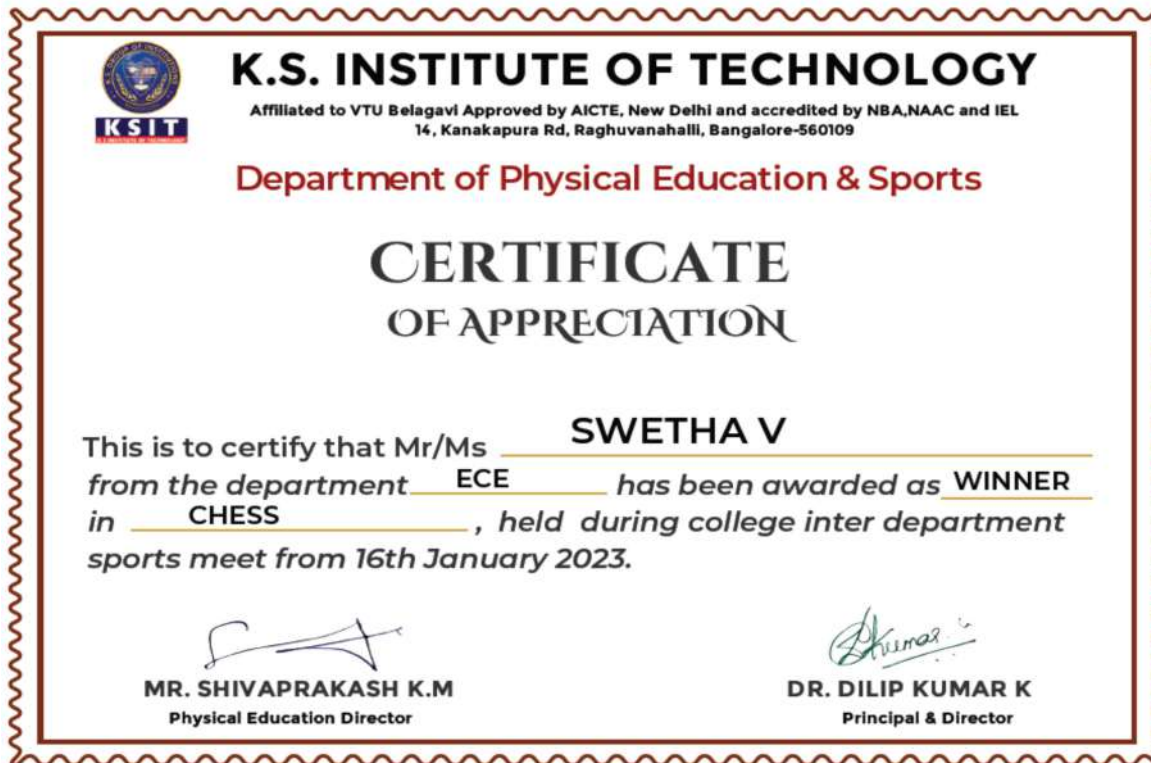 K.S. GROUP OF INSTITUTIONS
KSIT
K.S. INSTITUTE OF TECHNOLOGY
Affiliated to VTU Belagavi Approved by AICTE, New Delhi and accredited by NBA,NAAC and IEL
14, Kanakapura Rd, Raghuvanahalli, Bangalore-560109
Department of Physical Education & Sports
CERTIFICATE
OF APPRECIATION
This is to certify that Mr/Ms SWETHA V
from the department ECE has been awarded as WINNER
in CHESS , held during college inter department
sports meet from 16th January 2023.
MR. SHIVAPRAKASH K.M
Physical Education Director
DR. DILIP KUMAR K
Principal & Director